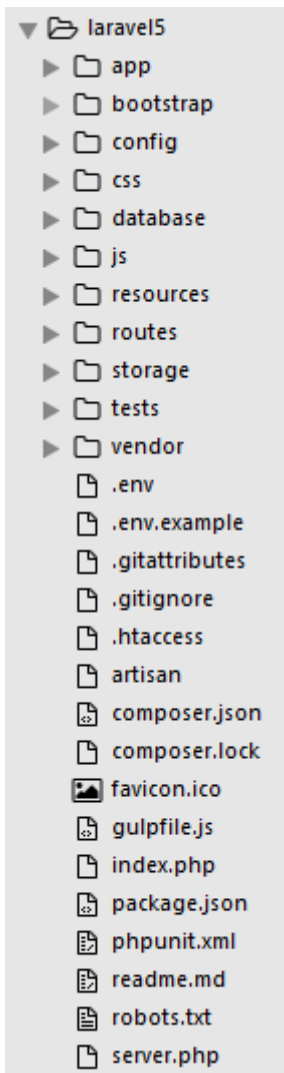 laravel5
app
bootstrap
config
css
database
js
resources
routes
storage
tests
vendor
.env
.env.example
.gitattributes
.gitignore
.htaccess
artisan
composer.json
composer.lock
favicon.ico
gulpfile.js
index.php
package.json
phpunit.xml
readme.md
robots.txt
server.php